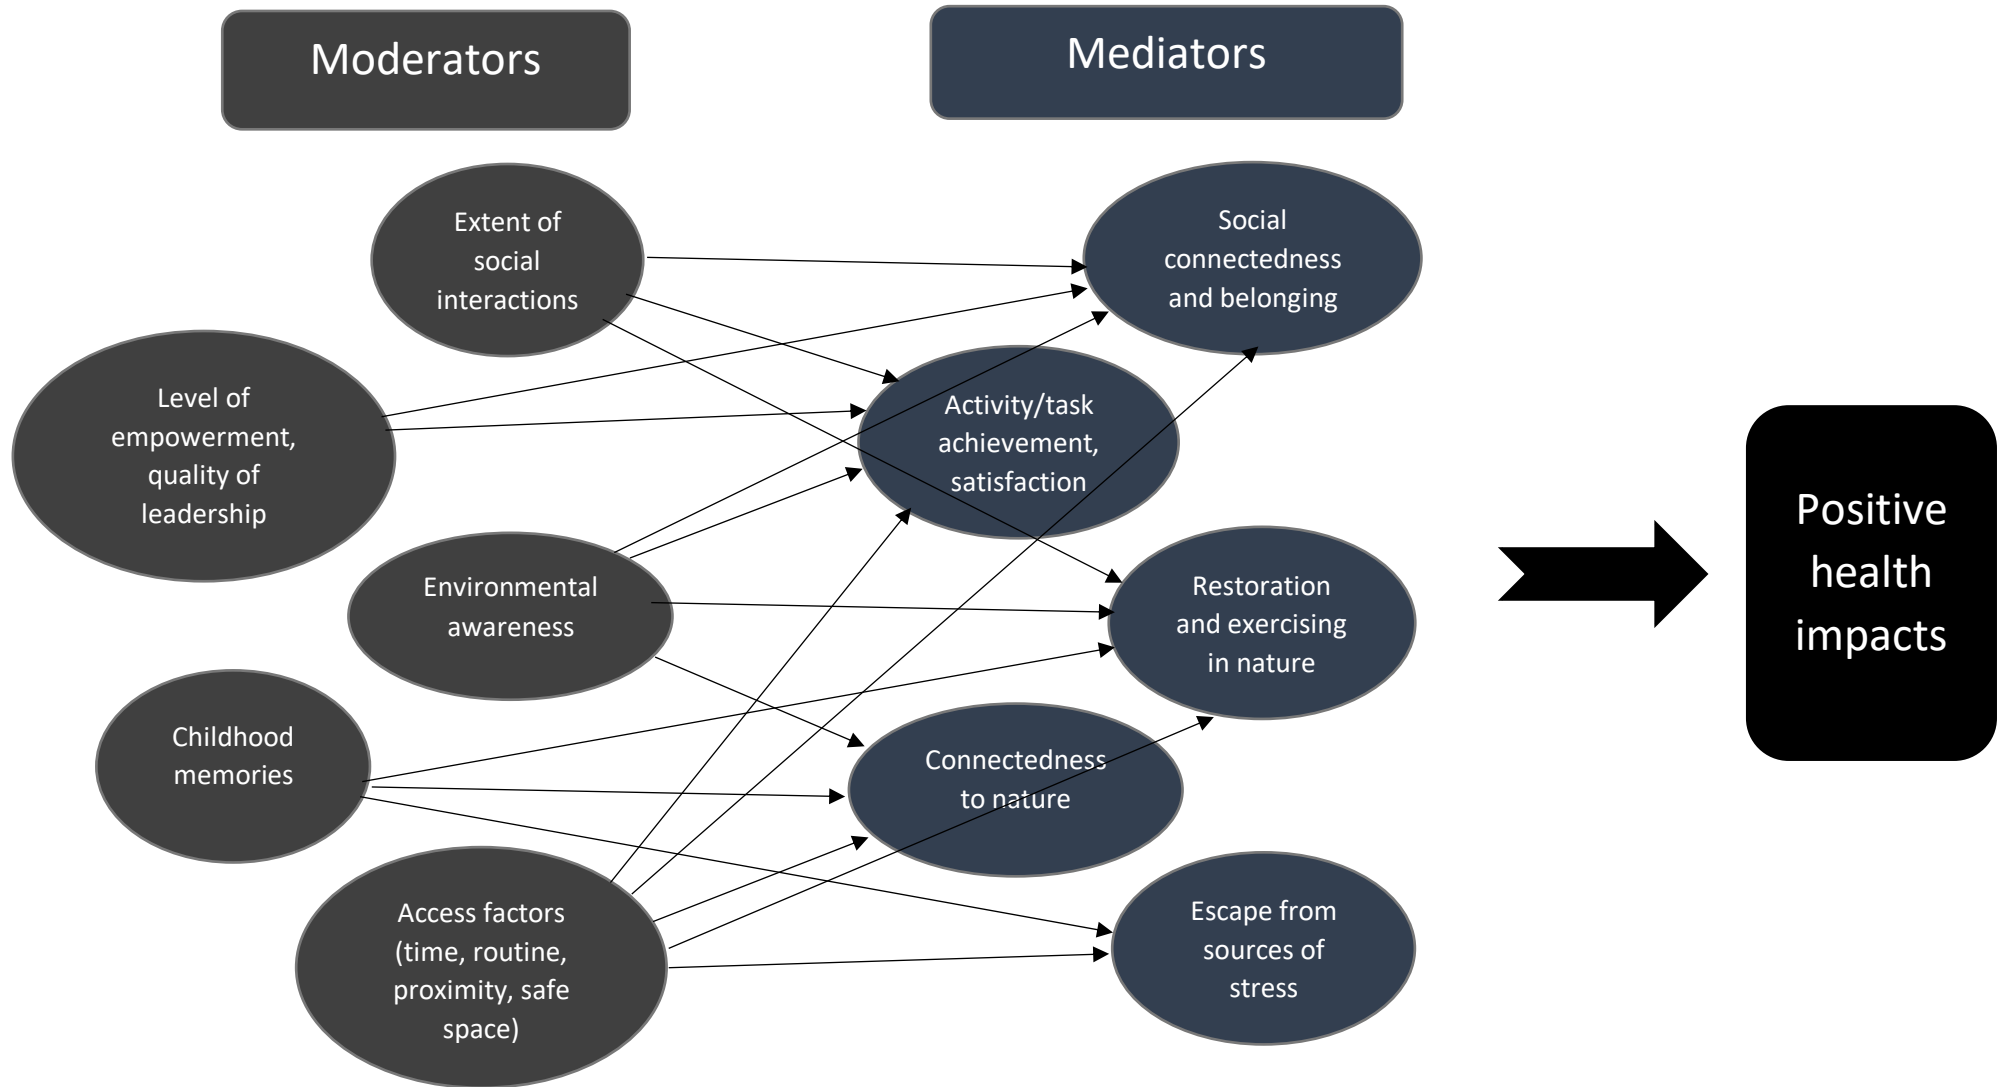 Moderators
Mediators
Extent of
social
interactions
Social
connectedness
and belonging
Level of
empowerment,
quality of
leadership
Activity/task
achievement,
satisfaction
Environmental
awareness
Restoration
and exercising
in nature
Childhood
memories
Connectedness
to nature
Access factors
(time, routine,
proximity, safe
space)
Escape from
sources of
stress
Positive
health
impacts